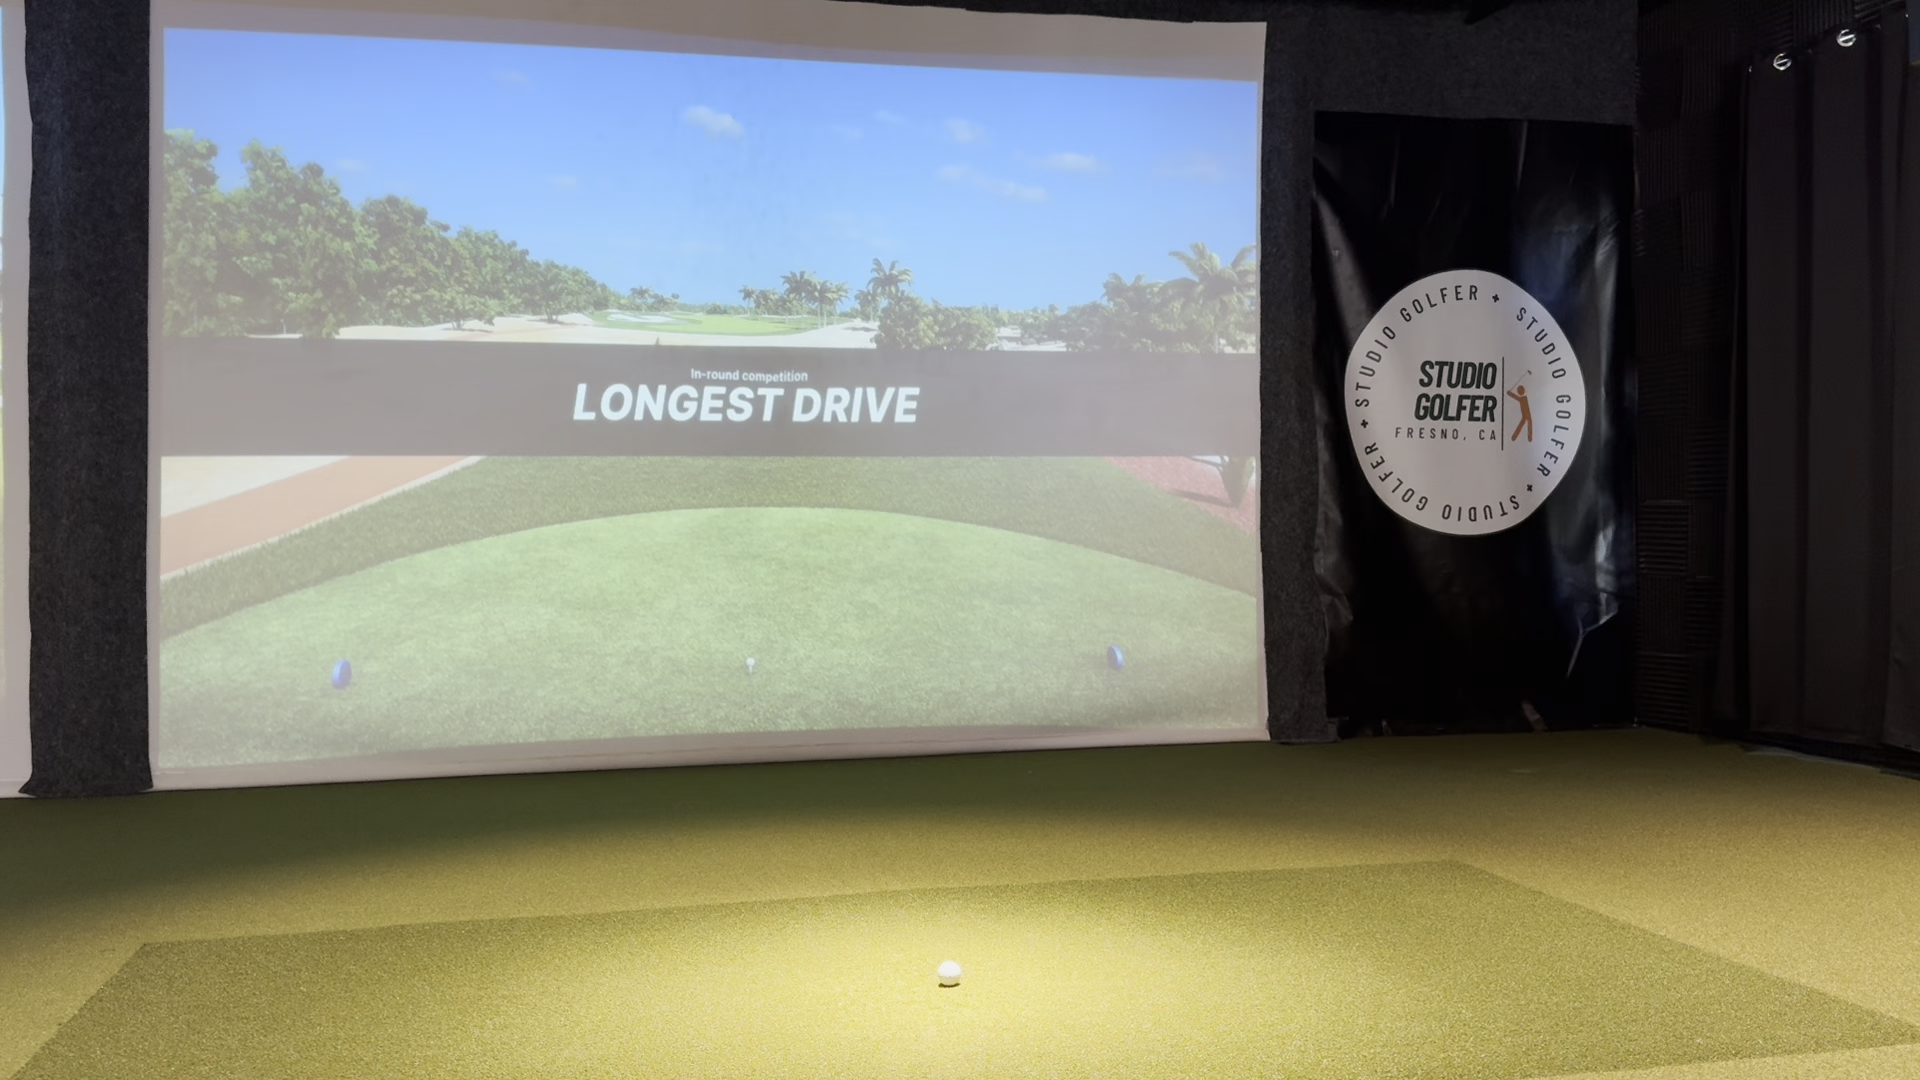 In-round competition
LONGEST DRIVE
STUDIO GOLFER + STUDIO GOLFER + STUDIO GOLFER +
STUDIO
GOLFER
FRESNO, CA